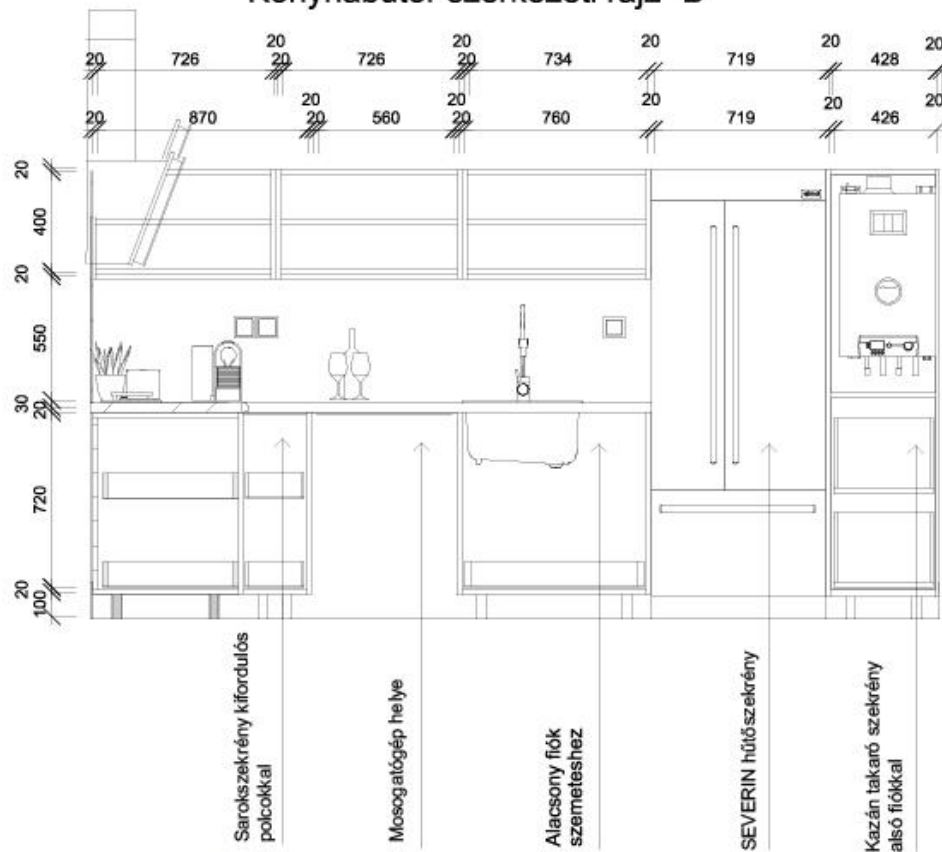 Konyhabútor szerkezeti rajz "B"
20 20 20 20 20
20 726 20 726 20 734 719 428
20 20 20 20 20
20 870 20 560 20 760 719 426
20
400
20
550
30
20
720
20
100
Sarokszekrény kifordulós
polcokkal
Mosogatógép helye
Alacsony fiók
szemeteshez
SEVERIN hűtőszekrény
Kazán takaró szekrény
alsó fiókkal